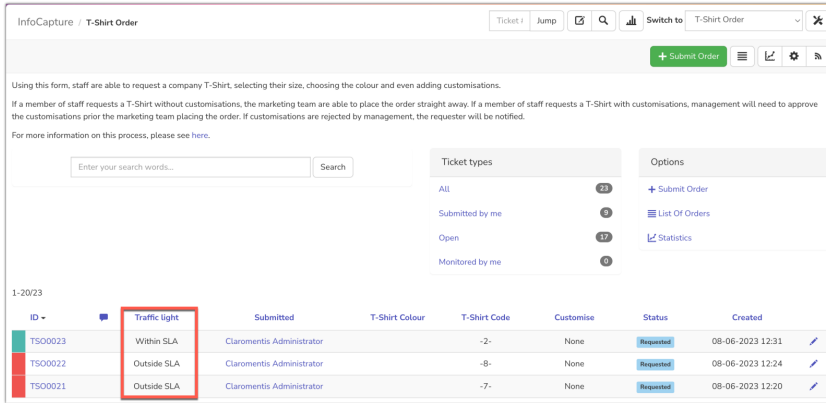 InfoCapture / T-Shirt Order
Ticket I Jump Switch to T-Shirt Order
+ Submit Order
Using this form, staff are able to request a company T-Shirt, selecting their size, choosing the colour and even adding customisations.
If a member of staff requests a T-Shirt without customisations, the marketing team are able to place the order straight away. If a member of staff requests a T-Shirt with customisations, management will need to approve
the customisations prior the marketing team placing the order. If customisations are rejected by management, the requester will be notified.
For more information on this process, please see here.
Enter your search words... Search
Ticket types
All 23
Submitted by me 9
Open 17
Monitored by me 0
Options
+ Submit Order
List Of Orders
Statistics
1-20/23
ID Traffic light Submitted T-Shirt Colour T-Shirt Code Customise Status Created
TSO0023 Within SLA Claromentis Administrator -2- None Requested 08-06-2023 12:31
TSO0022 Outside SLA Claromentis Administrator -8- None Requested 08-06-2023 12:24
TSO0021 Outside SLA Claromentis Administrator -7- None Requested 08-06-2023 12:20